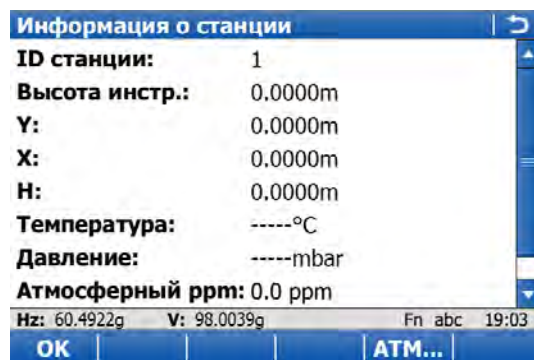 Информация о станции
ID станции: 1
Высота инстр.: 0.0000m
Y: 0.0000m
X: 0.0000m
H: 0.0000m
Температура: -----°C
Давление: -----mbar
Атмосферный ppm: 0.0 ppm
Hz: 60.4922g V: 98.0039g Fn abc 19:03
OK ATM...